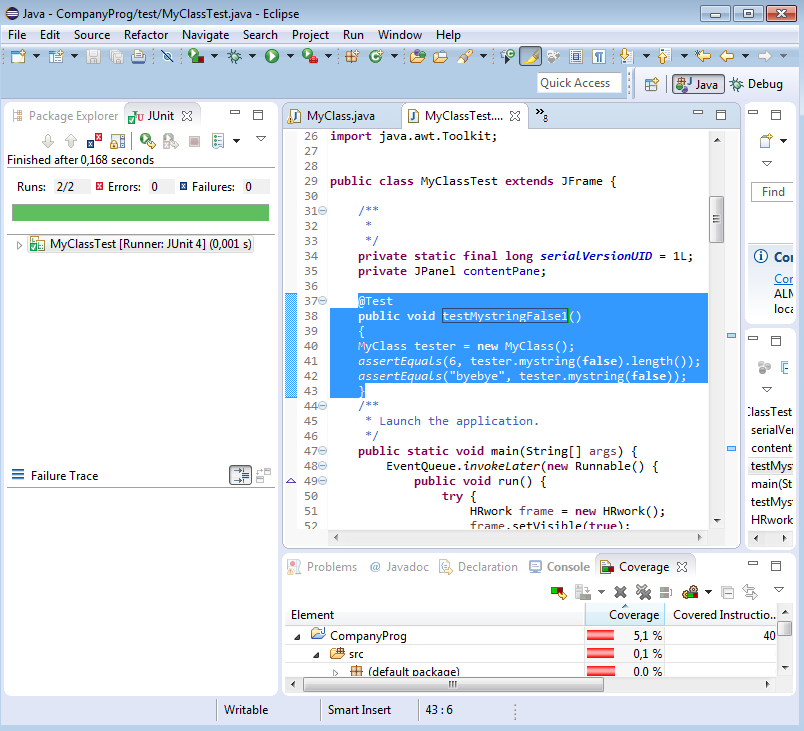 Java - CompanyProg/test/MyClassTest.java - Eclipse
File Edit Source Refactor Navigate Search Project Run Window Help
Quick Access
Java
Debug
Package Explorer
JUnit
Finished after 0,168 seconds
Runs: 2/2 Errors: 0 Failures: 0
MyClassTest [Runner: JUnit 4] (0,001 s)
Failure Trace
MyClass.java
MyClassTest....
»8
26 import java.awt.Toolkit;
27
28
29 public class MyClassTest extends JFrame {
30
31 /**
32 *
33 */
34 private static final long serialVersionUID = 1L;
35 private JPanel contentPane;
36
37 @Test
38 public void testMystringFalse1()
39 {
40 MyClass tester = new MyClass();
41 assertEquals(6, tester.mystring(false).length());
42 assertEquals("byebye", tester.mystring(false));
43 }
44 /**
45 * Launch the application.
46 */
47 public static void main(String[] args) {
48 EventQueue.invokeLater(new Runnable() {
49 public void run() {
50 try {
51 HRwork frame = new HRwork();
52 frame.setVisible(true);
Find
Con
Con
ALM
loca
ClassTest
serialVer
content
testMyst
main(St
testMyst
HRwork
Problems
@ Javadoc
Declaration
Console
Coverage
Element Coverage Covered Instructio..
CompanyProg 5,1 % 40
src 0,1 %
(default package) 0,0 %
Writable Smart Insert 43 : 6